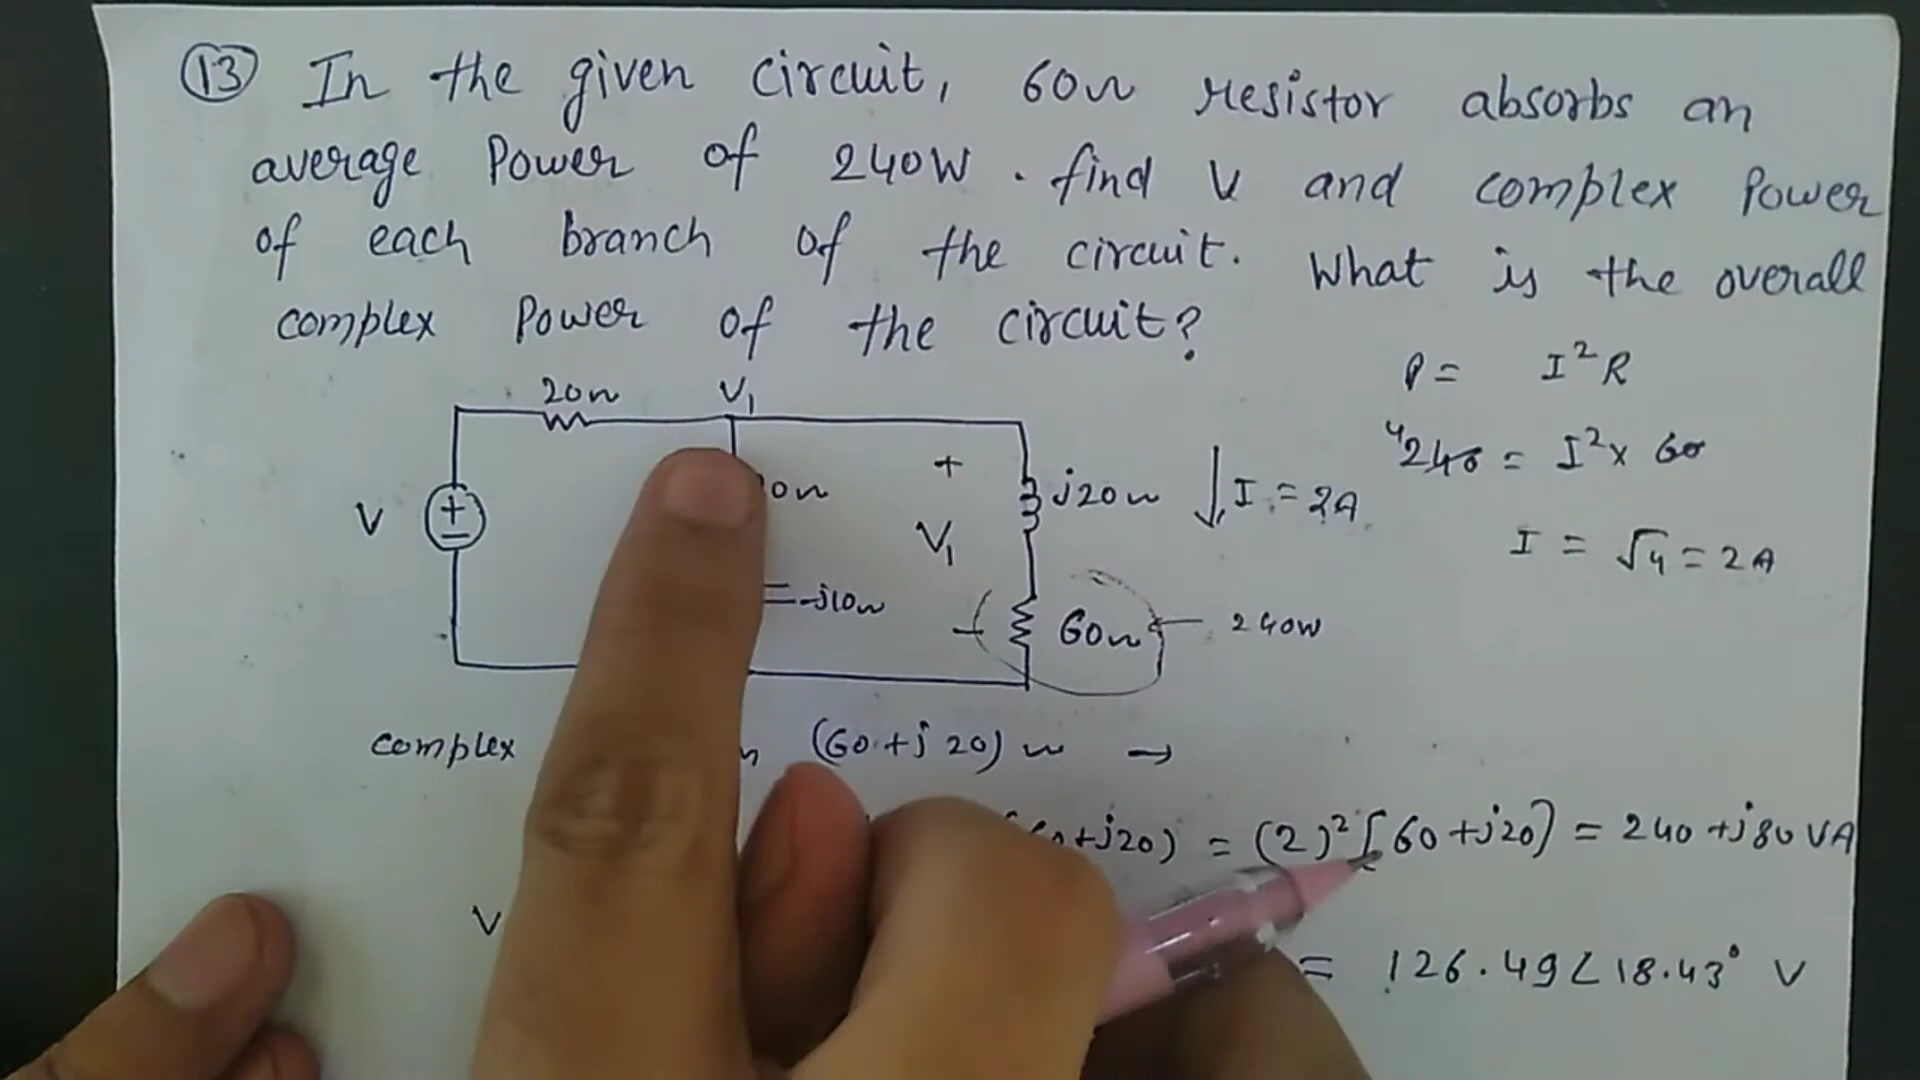 13 In the given circuit, 60Ω resistor absorbs an
average Power of 240W . find V and complex Power
of each branch of the circuit. What is the overall
complex Power of the circuit?
P = I²R
20Ω V₁
4 240 = I² x 60
+ j20Ω ↓ I = 2A
V + − 0Ω
V₁
I = √4 = 2A
-j10Ω − 60Ω ← 240W
complex (60 + j 20) Ω →
+j20) = (2)² [60 + j20] = 240 + j80 VA
V = 126.49∠18.43° V